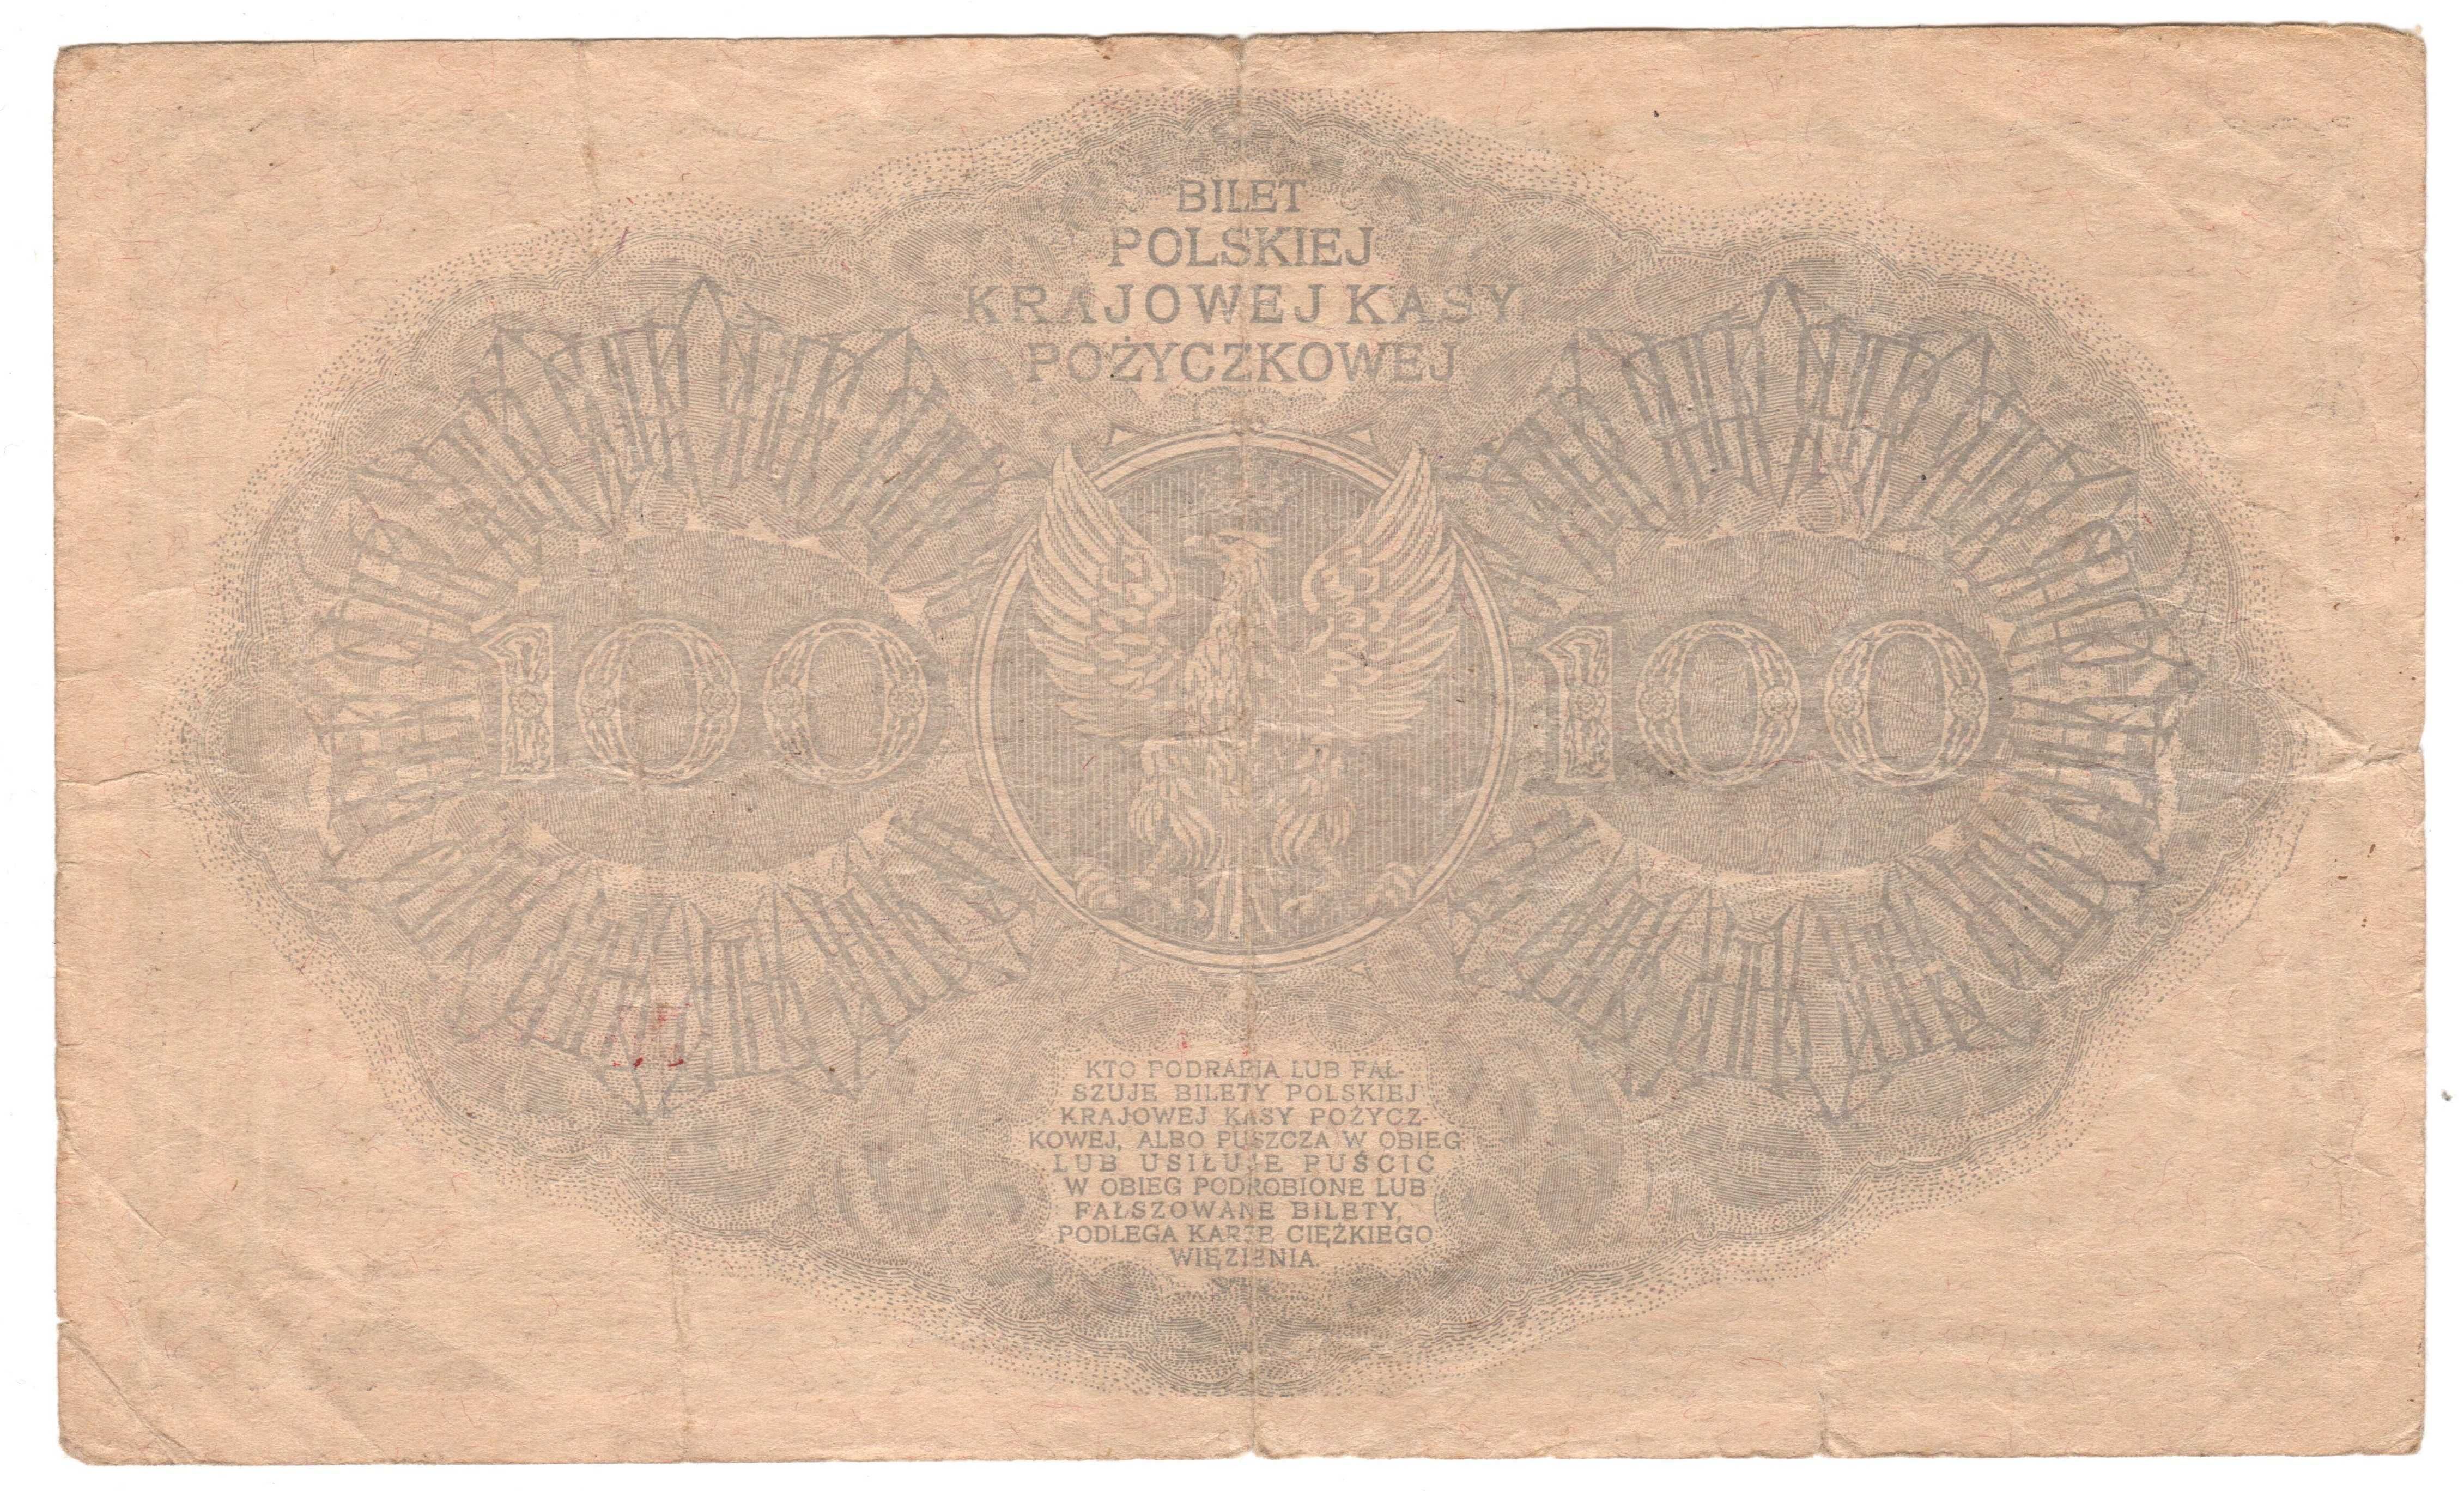 BILET
POLSKIEJ
KRAJOWEJ KASY
POŻYCZKOWEJ
100 100
KTO PODRABIA LUB FAŁ-
SZUJE BILETY POLSKIEJ
KRAJOWEJ KASY POŻYCZ-
KOWEJ, ALBO PUSZCZA W OBIEG
LUB USIŁUJE PUŚCIĆ
W OBIEG PODROBIONE LUB
FAŁSZOWANE BILETY,
PODLEGA KARZE CIĘŻKIEGO
WIĘZIENIA.